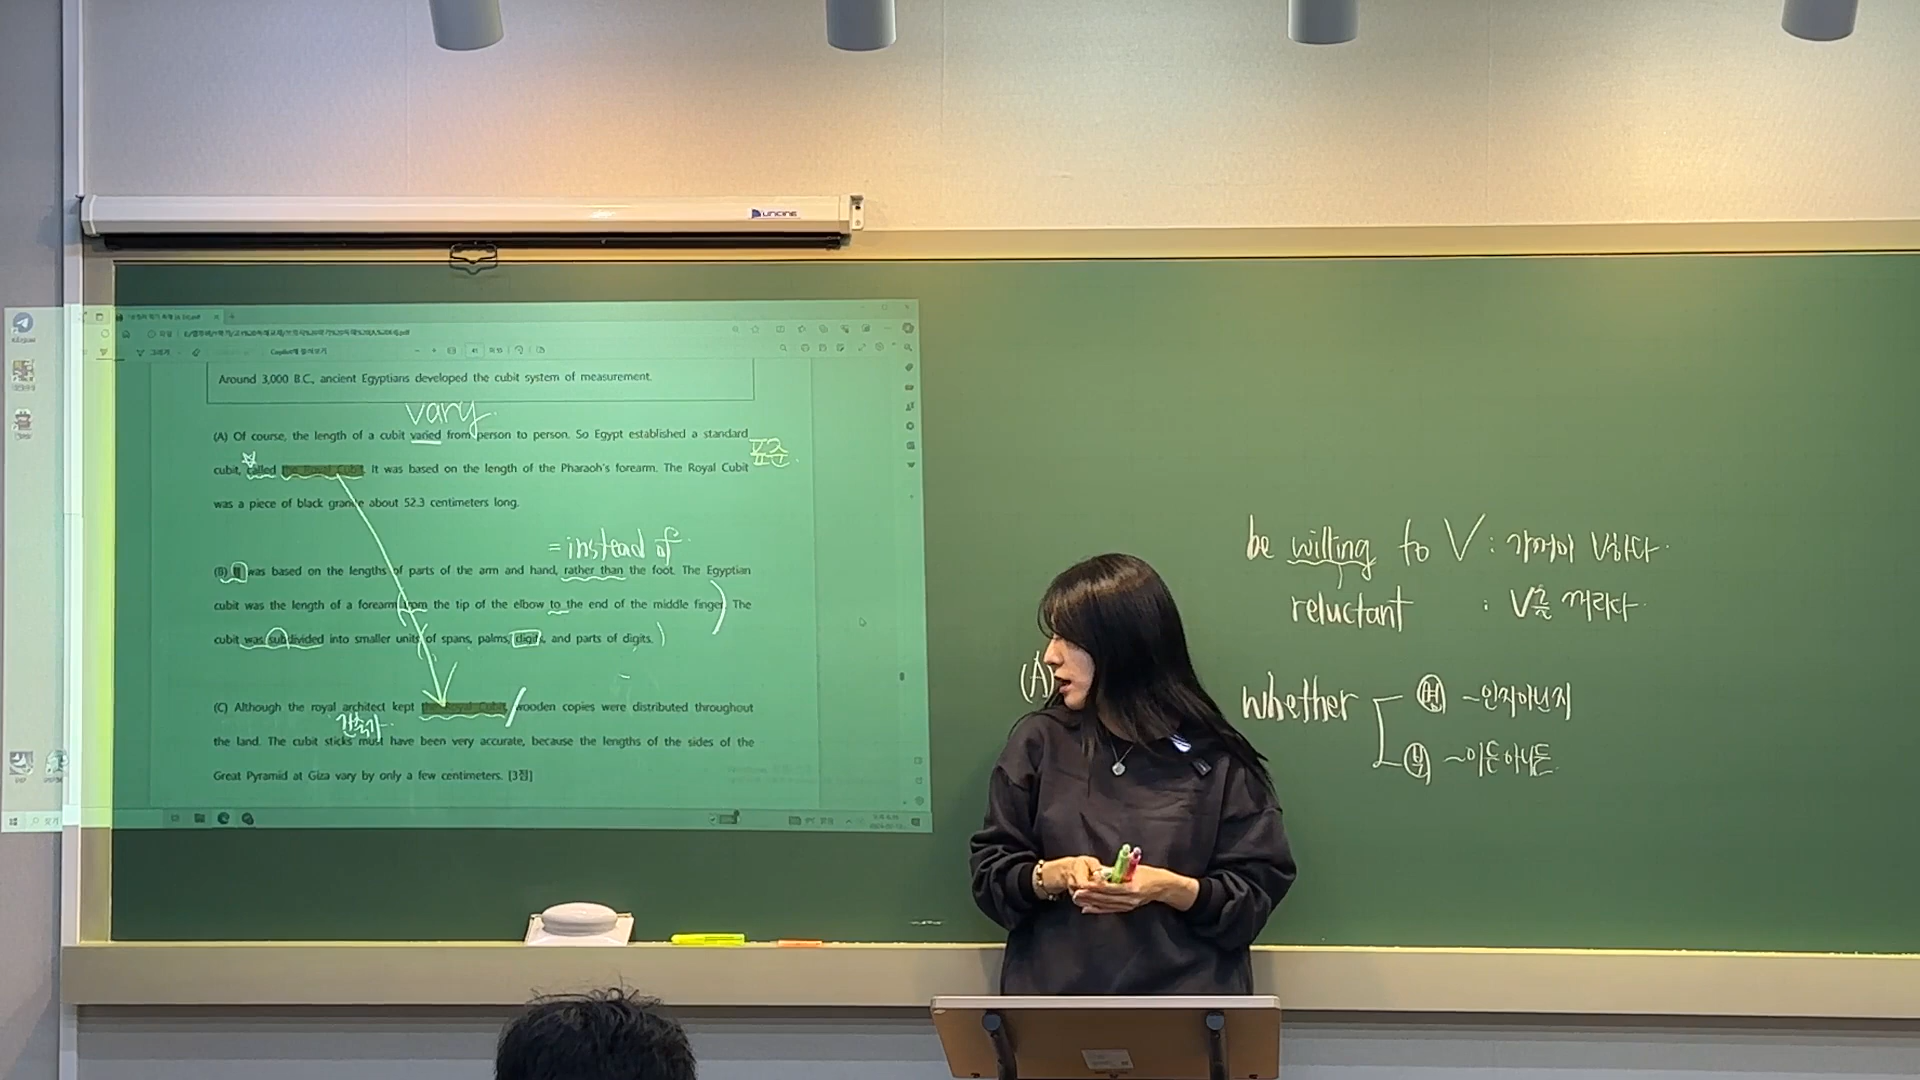 UNCINE
Around 3,000 B.C., ancient Egyptians developed the cubit system of measurement.
vary.
(A) Of course, the length of a cubit varied from person to person. So Egypt established a standard
표준.
cubit, called the Royal Cubit. It was based on the length of the Pharaoh's forearm. The Royal Cubit
was a piece of black granite about 52.3 centimeters long.
= instead of
(B) It was based on the lengths of parts of the arm and hand, rather than the foot. The Egyptian
cubit was the length of a forearm from the tip of the elbow to the end of the middle finger. The
cubit was subdivided into smaller units of spans, palms, digits, and parts of digits.
(C) Although the royal architect kept the Royal Cubit, wooden copies were distributed throughout
건축가.
the land. The cubit sticks must have been very accurate, because the lengths of the sides of the
Great Pyramid at Giza vary by only a few centimeters. [3점]
be willing to V : 기꺼이 V하다.
reluctant : V를 꺼리다.
(A)
whether 명 ~인지아닌지
부 ~이든아니든.